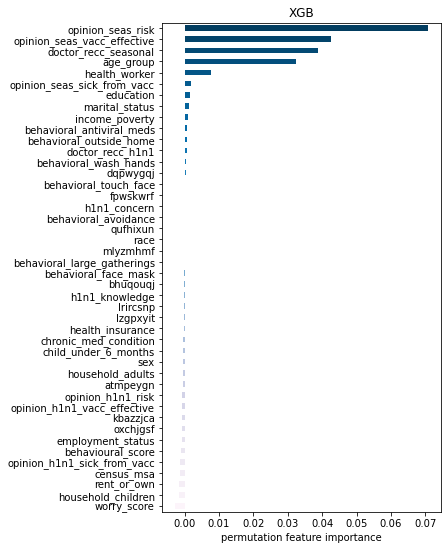 XGB
opinion_seas_risk
opinion_seas_vacc_effective
doctor_recc_seasonal
age_group
health_worker
opinion_seas_sick_from_vacc
education
marital_status
income_poverty
behavioral_antiviral_meds
behavioral_outside_home
doctor_recc_h1n1
behavioral_wash_hands
dqpwygqj
behavioral_touch_face
fpwskwrf
h1n1_concern
behavioral_avoidance
qufhixun
race
mlyzmhmf
behavioral_large_gatherings
behavioral_face_mask
bhuqouqj
h1n1_knowledge
lrircsnp
lzgpxyit
health_insurance
chronic_med_condition
child_under_6_months
sex
household_adults
atmpeygn
opinion_h1n1_risk
opinion_h1n1_vacc_effective
kbazzjca
oxchjgsf
employment_status
behavioural_score
opinion_h1n1_sick_from_vacc
census_msa
rent_or_own
household_children
worry_score
0.00 0.01 0.02 0.03 0.04 0.05 0.06 0.07
permutation feature importance